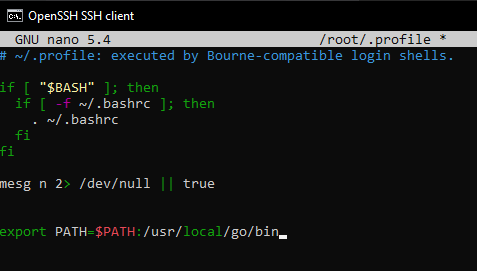 OpenSSH SSH client
GNU nano 5.4 /root/.profile *
# ~/.profile: executed by Bourne-compatible login shells.
if [ "$BASH" ]; then
  if [ -f ~/.bashrc ]; then
    . ~/.bashrc
  fi
fi
mesg n 2> /dev/null || true
export PATH=$PATH:/usr/local/go/bin